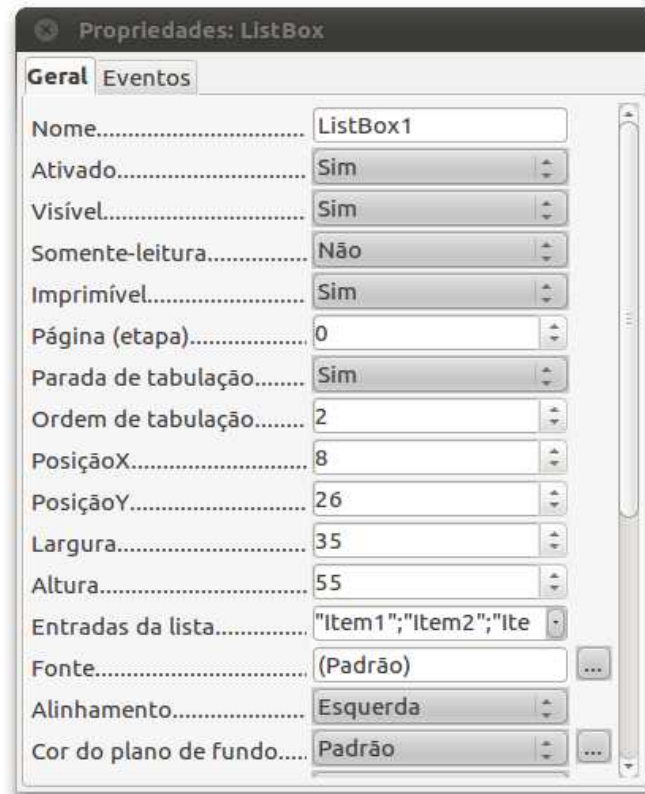 Propriedades: ListBox
Geral Eventos
Nome............................... ListBox1
Ativado............................ Sim
Visível............................. Sim
Somente-leitura............... Não
Imprimível....................... Sim
Página (etapa)................. 0
Parada de tabulação........ Sim
Ordem de tabulação........ 2
PosiçãoX.......................... 8
PosiçãoY.......................... 26
Largura............................ 35
Altura.............................. 55
Entradas da lista.............. "Item1";"Item2";"Ite
Fonte............................... (Padrão) ...
Alinhamento.................... Esquerda
Cor do plano de fundo..... Padrão ...